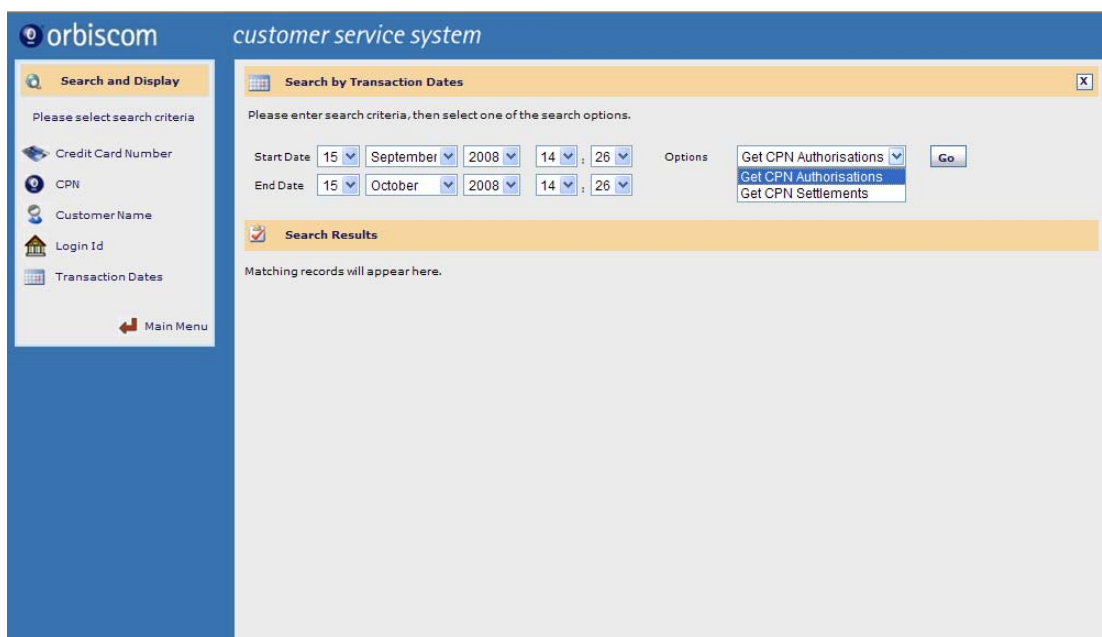 orbiscom
customer service system
Search and Display
Please select search criteria
Credit Card Number
CPN
Customer Name
Login Id
Transaction Dates
Main Menu
Search by Transaction Dates
X
Please enter search criteria, then select one of the search options.
Start Date 15 September 2008 14 : 26 Options Get CPN Authorisations Go
Get CPN Authorisations
End Date 15 October 2008 14 : 26
Get CPN Settlements
Search Results
Matching records will appear here.